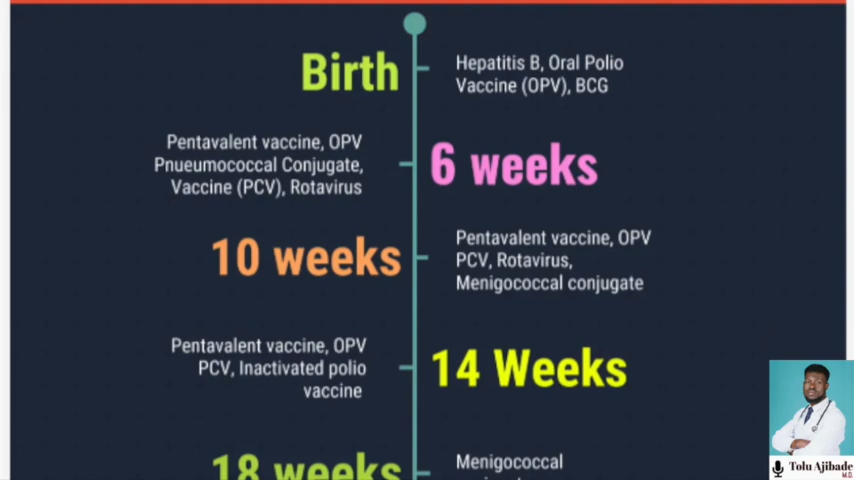 Birth
Hepatitis B, Oral Polio
Vaccine (OPV), BCG
Pentavalent vaccine, OPV
Pnueumococcal Conjugate,
Vaccine (PCV), Rotavirus
6 weeks
10 weeks
Pentavalent vaccine, OPV
PCV, Rotavirus,
Menigococcal conjugate
Pentavalent vaccine, OPV
PCV, Inactivated polio
vaccine
14 Weeks
18 weeks
Menigococcal
Tolu Ajibade
M.D.